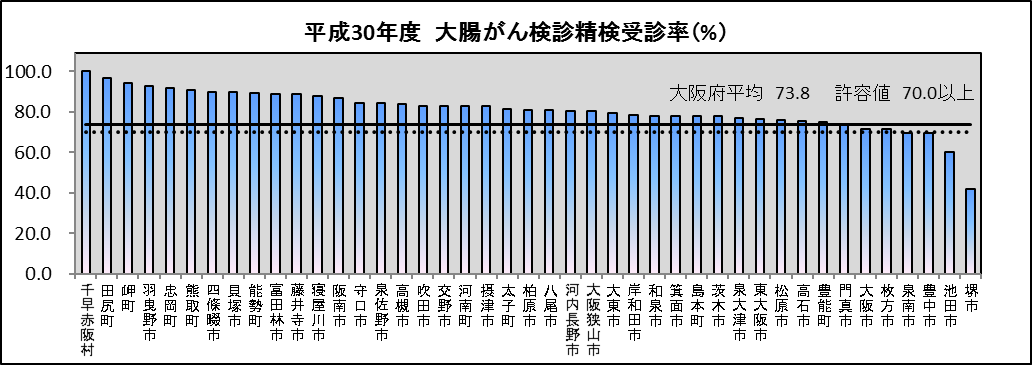 平成30年度 大腸がん検診精検受診率(%)
大阪府平均 73.8 許容値 70.0以上
100.0
80.0
60.0
40.0
20.0
0.0
千早赤阪村
田尻町
岬町
羽曳野市
忠岡町
熊取町
四條畷市
貝塚市
能勢町
富田林市
藤井寺市
寝屋川市
阪南市
守口市
泉佐野市
高槻市
吹田市
交野市
河南町
摂津市
太子町
柏原市
八尾市
河内長野市
大阪狭山市
大東市
岸和田市
和泉市
箕面市
島本町
茨木市
泉大津市
東大阪市
松原市
高石市
豊能町
門真市
大阪市
枚方市
泉南市
豊中市
池田市
堺市